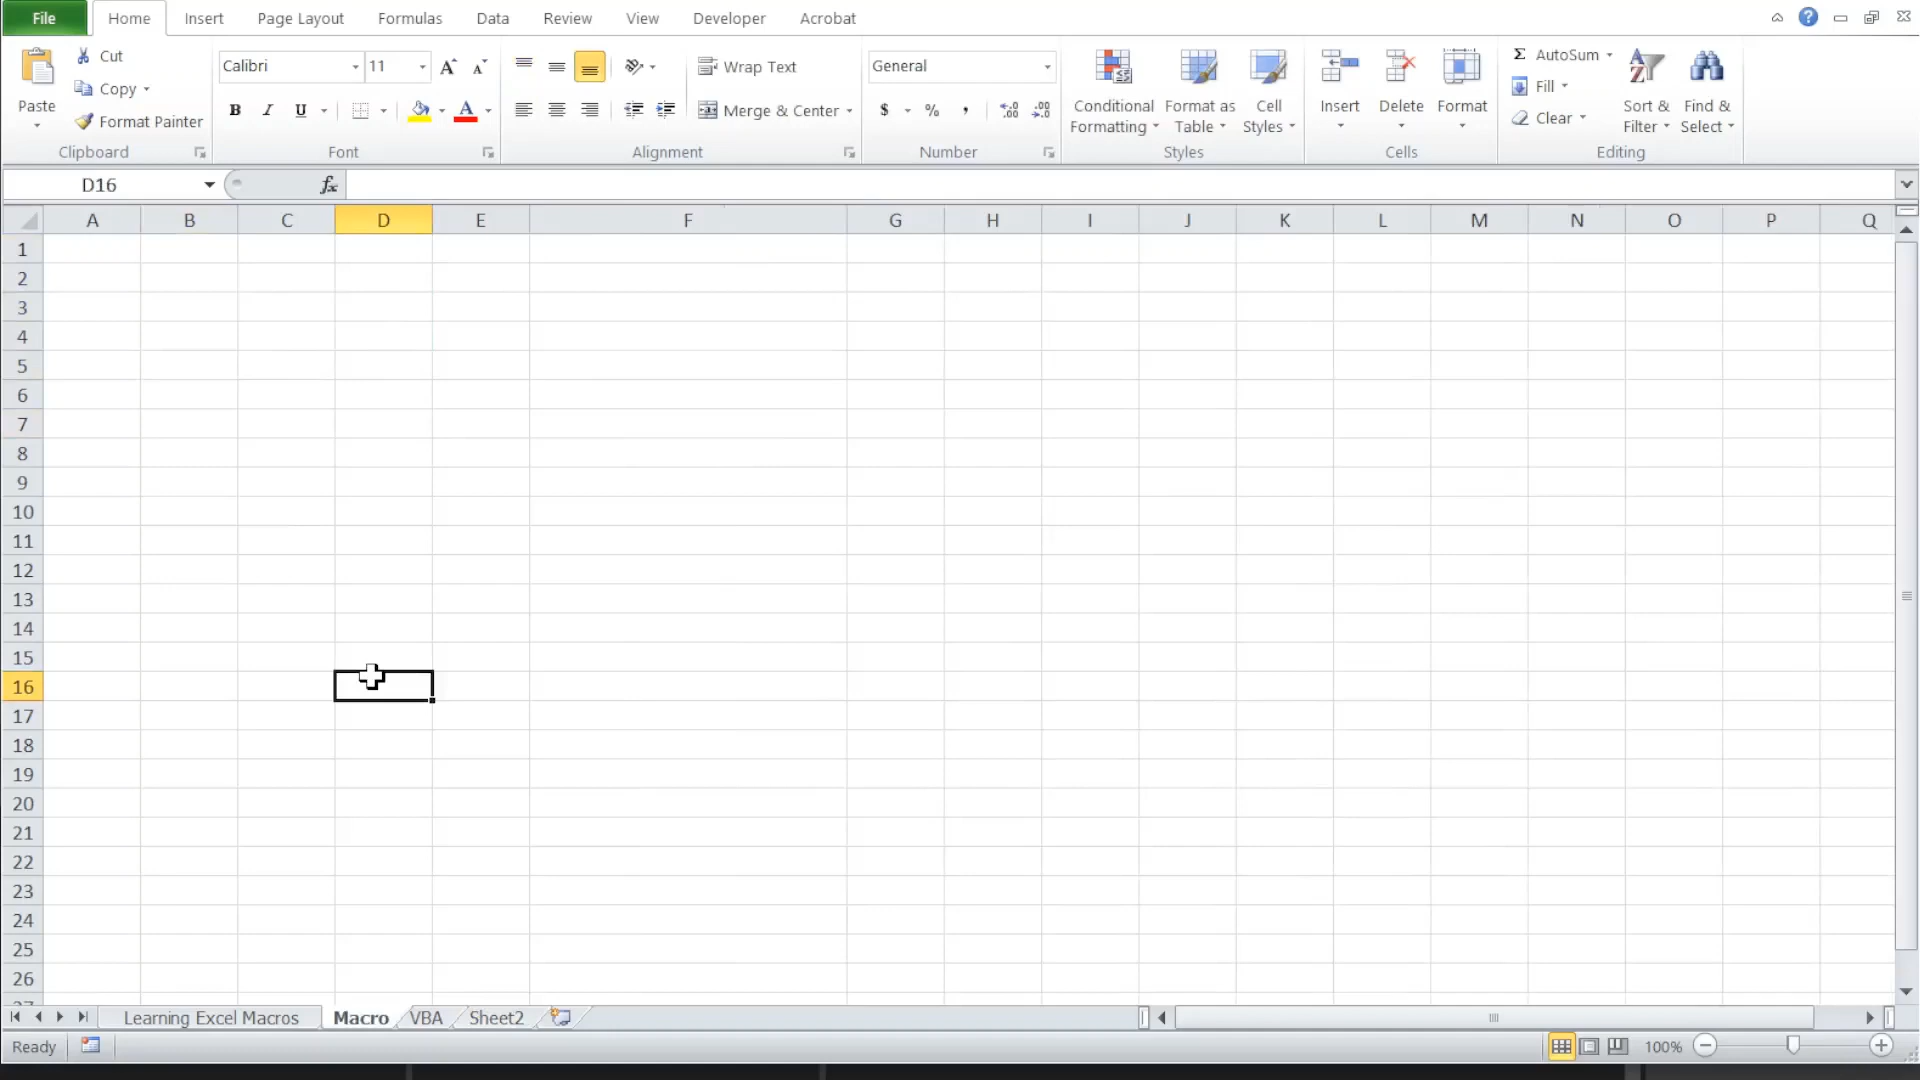 File Home Insert Page Layout Formulas Data Review View Developer Acrobat
Cut
Copy
Format Painter
Paste
Clipboard
Calibri 11
B I U
Font
Wrap Text
Merge & Center
Alignment
General
$ % ,
Number
Conditional Formatting
Format as Table
Cell Styles
Styles
Insert Delete Format
Cells
Σ AutoSum
Fill
Clear
Sort & Filter
Find & Select
Editing
D16 fx
A B C D E F G H I J K L M N O P Q
1
2
3
4
5
6
7
8
9
10
11
12
13
14
15
16
17
18
19
20
21
22
23
24
25
26
27
Learning Excel Macros Macro VBA Sheet2
Ready 100%